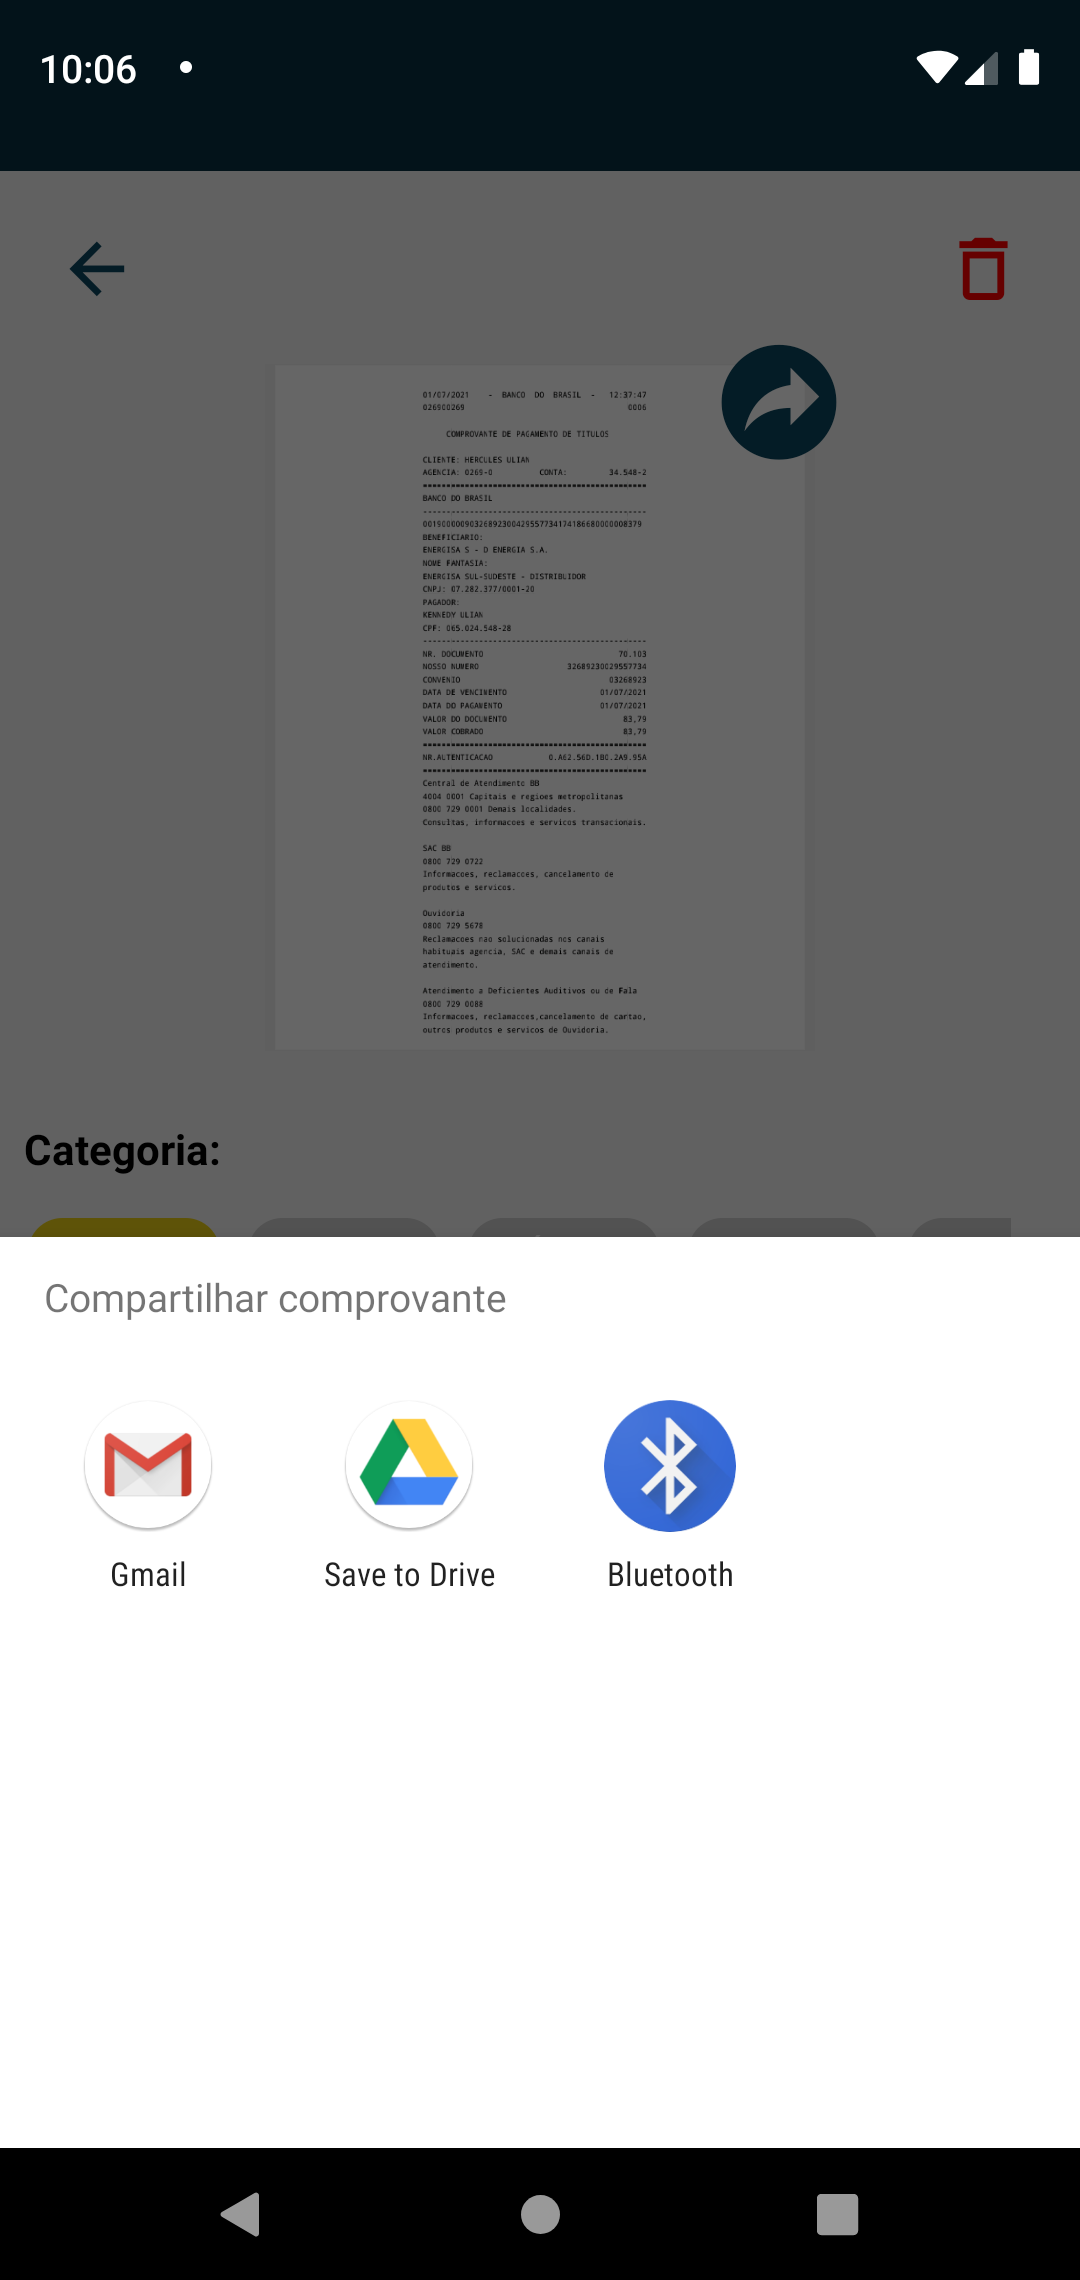 10:06
01/07/2021 - BANCO DO BRASIL - 12:37:47
026900269 0006
COMPROVANTE DE PAGAMENTO DE TITULOS
CLIENTE: HERCULES ULIAN
AGENCIA: 0269-0 CONTA: 34.548-2
BANCO DO BRASIL
00190000090326892300429557734174186680000008379
BENEFICIARIO:
ENERGISA S - D ENERGIA S.A.
NOME FANTASIA:
ENERGISA SUL-SUDESTE - DISTRIBUIDOR
CNPJ: 07.282.377/0001-20
PAGADOR:
KENNEDY ULIAN
CPF: 065.024.548-28
NR. DOCUMENTO 70.103
NOSSO NUMERO 32689230029557734
CONVENIO 03268923
DATA DE VENCIMENTO 01/07/2021
DATA DO PAGAMENTO 01/07/2021
VALOR DO DOCUMENTO 83,79
VALOR COBRADO 83,79
NR.AUTENTICACAO 0.A62.56D.1B0.2A9.95A
Central de Atendimento BB
4004 0001 Capitais e regioes metropolitanas
0800 729 0001 Demais localidades.
Consultas, informacoes e servicos transacionais.
SAC BB
0800 729 0722
Informacoes, reclamacoes, cancelamento de
produtos e servicos.
Ouvidoria
0800 729 5678
Reclamacoes nao solucionadas nos canais
habituais agencia, SAC e demais canais de
atendimento.
Atendimento a Deficientes Auditivos ou de Fala
0800 729 0088
Informacoes, reclamacoes,cancelamento de cartao,
outros produtos e servicos de Ouvidoria.
Categoria:
Compartilhar comprovante
Gmail
Save to Drive
Bluetooth